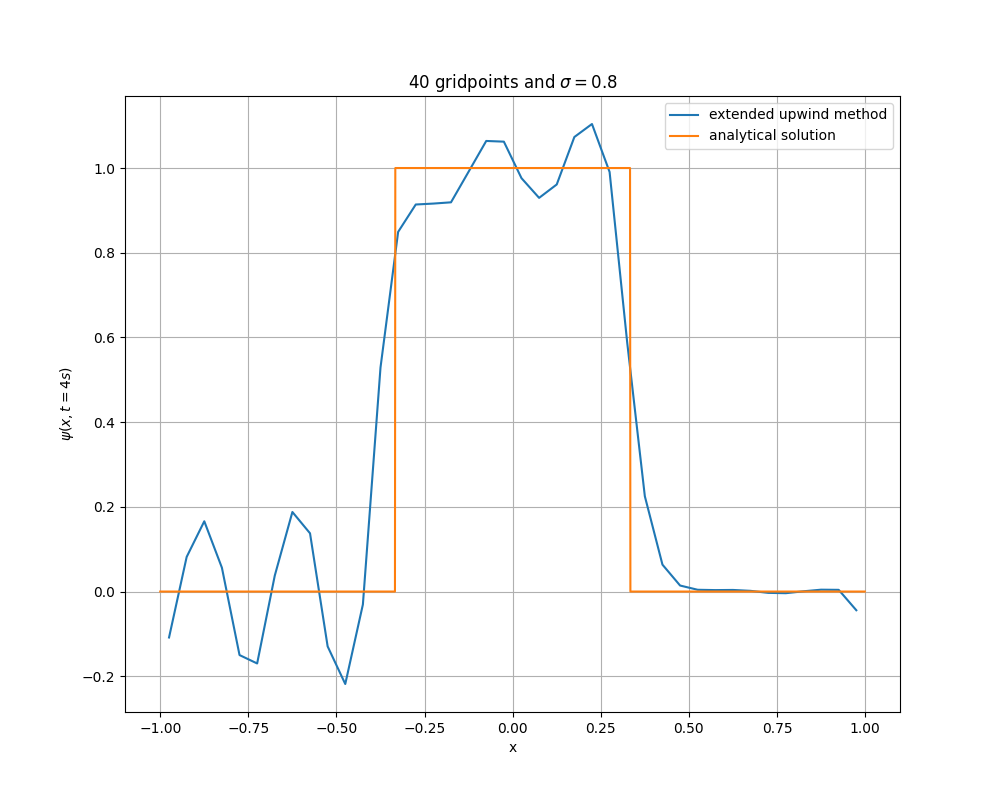 40 gridpoints and σ = 0.8
extended upwind method
analytical solution
1.0
0.8
0.6
0.4
0.2
0.0
−0.2
ψ(x, t = 4s)
−1.00 −0.75 −0.50 −0.25 0.00 0.25 0.50 0.75 1.00
x